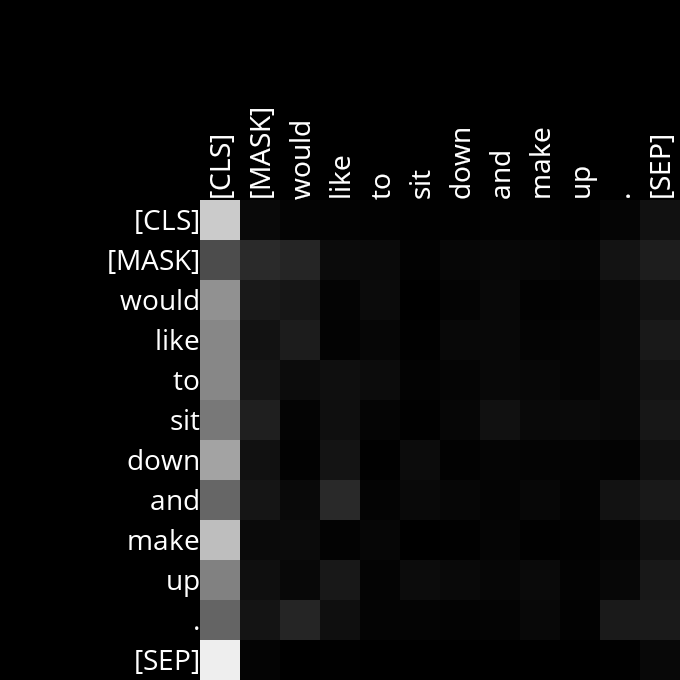 [CLS] [MASK] would like to sit down and make up . [SEP]
[CLS]
[MASK]
would
like
to
sit
down
and
make
up
.
[SEP]